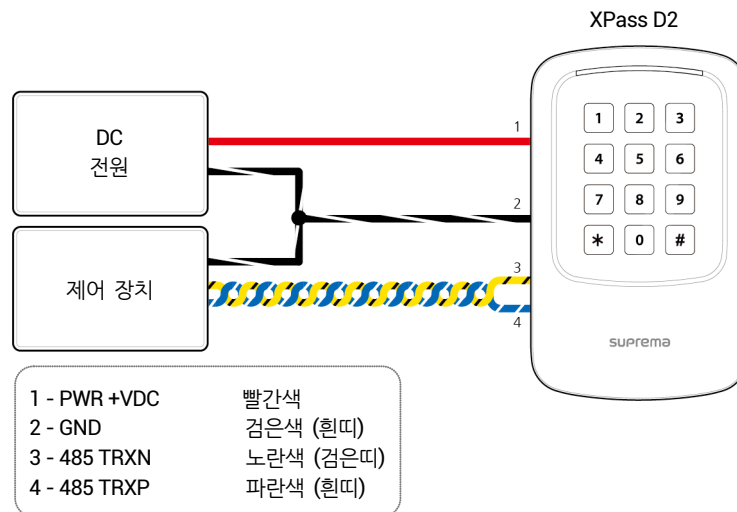 XPass D2
DC
전원
제어 장치
1
2
3
4
1 2 3
4 5 6
7 8 9
* 0 #
suprema
1 - PWR +VDC 빨간색
2 - GND 검은색 (흰띠)
3 - 485 TRXN 노란색 (검은띠)
4 - 485 TRXP 파란색 (흰띠)